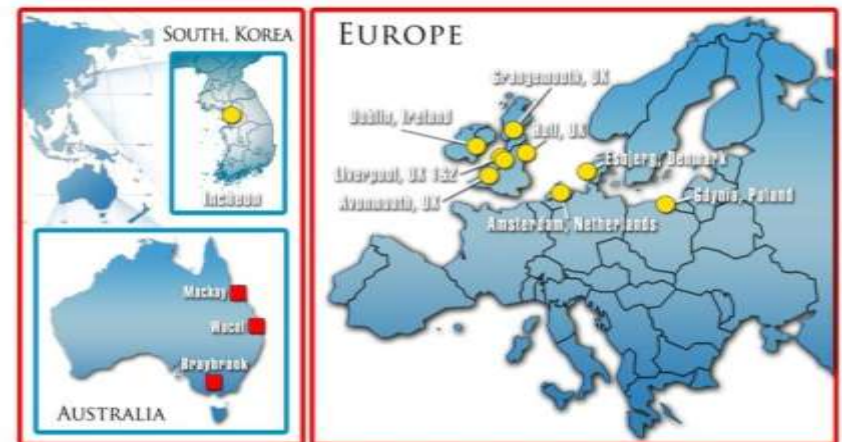 SOUTH, KOREA
Incheon
Mackay
Wacol
Braybrook
AUSTRALIA
EUROPE
Grangemouth, UK
Dublin, Ireland
Hull, UK
Liverpool, UK 1&2
Esbjerg, Denmark
Avonmouth, UK
Gdynia, Poland
Amsterdam, Netherlands